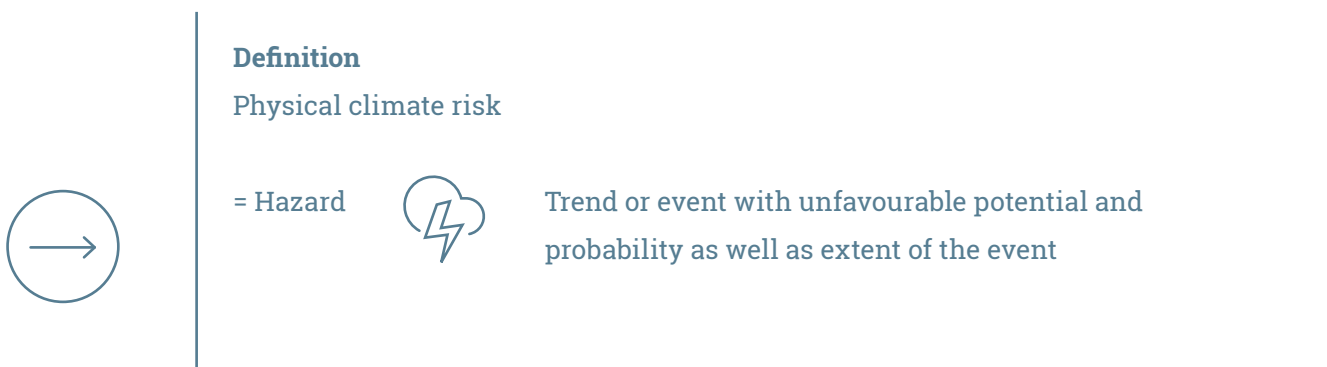 Definition
Physical climate risk
= Hazard
Trend or event with unfavourable potential and
probability as well as extent of the event